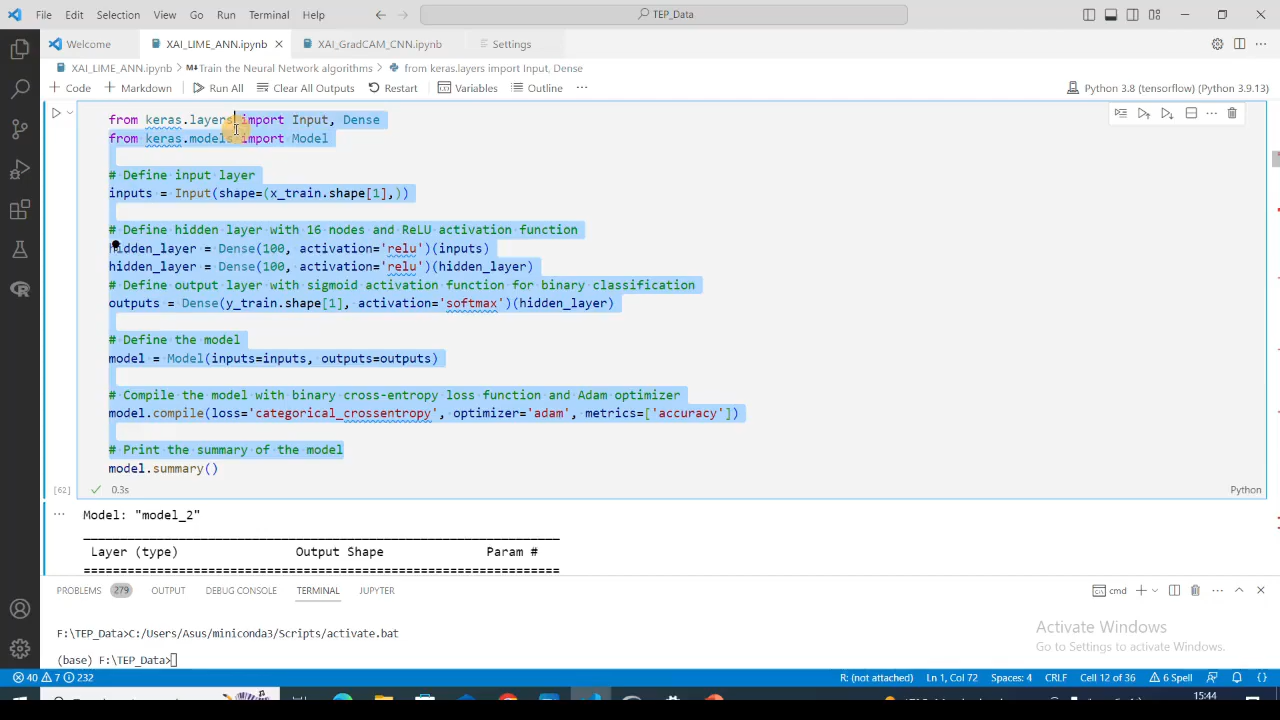 File Edit Selection View Go Run Terminal Help TEP_Data
Welcome XAI_LIME_ANN.ipynb XAI_GradCAM_CNN.ipynb Settings
XAI_LIME_ANN.ipynb > Train the Neural Network algorithms > from keras.layers import Input, Dense
+ Code + Markdown Run All Clear All Outputs Restart Variables Outline ... Python 3.8 (tensorflow) (Python 3.9.13)
from keras.layers import Input, Dense
from keras.models import Model
# Define input layer
inputs = Input(shape=(x_train.shape[1],))
# Define hidden layer with 16 nodes and ReLU activation function
hidden_layer = Dense(100, activation='relu')(inputs)
hidden_layer = Dense(100, activation='relu')(hidden_layer)
# Define output layer with sigmoid activation function for binary classification
outputs = Dense(y_train.shape[1], activation='softmax')(hidden_layer)
# Define the model
model = Model(inputs=inputs, outputs=outputs)
# Compile the model with binary cross-entropy loss function and Adam optimizer
model.compile(loss='categorical_crossentropy', optimizer='adam', metrics=['accuracy'])
# Print the summary of the model
model.summary()
[62] 0.3s Python
Model: "model_2"
Layer (type) Output Shape Param #
PROBLEMS 279 OUTPUT DEBUG CONSOLE TERMINAL JUPYTER cmd
F:\TEP_Data>C:/Users/Asus/miniconda3/Scripts/activate.bat
(base) F:\TEP_Data>
Activate Windows
Go to Settings to activate Windows.
40 7 232 R: (not attached) Ln 1, Col 72 Spaces: 4 CRLF Cell 12 of 36 6 Spell
15:44